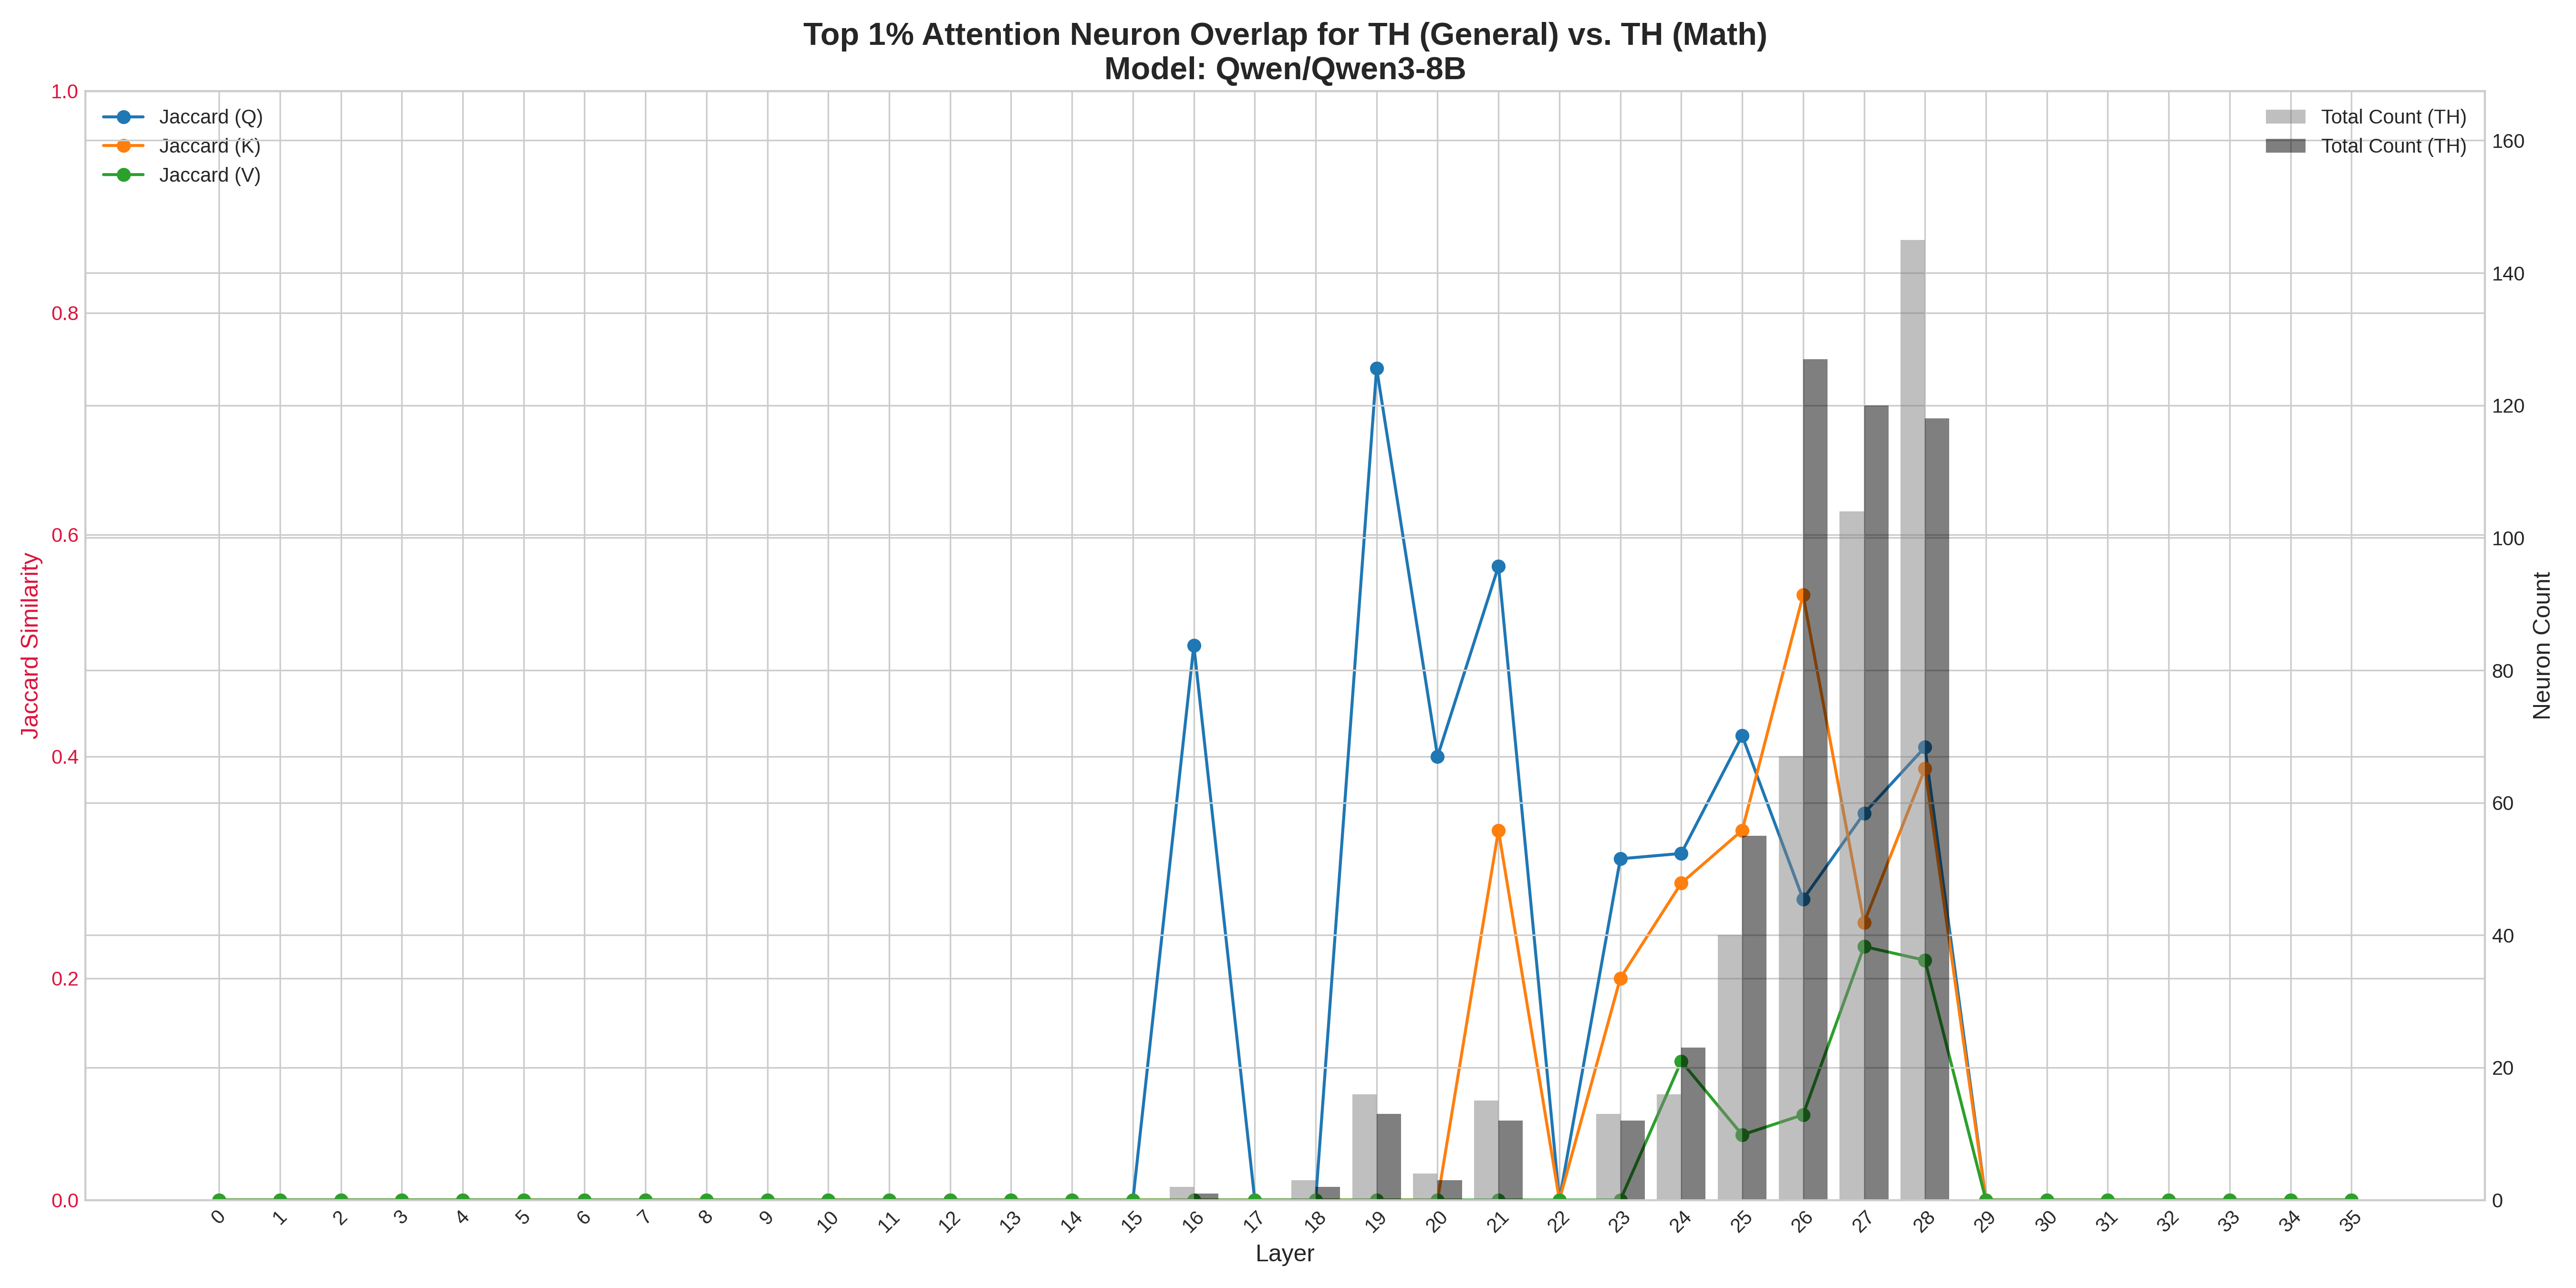 Top 1% Attention Neuron Overlap for TH (General) vs. TH (Math)
Model: Qwen/Qwen3-8B
Jaccard (Q)
Jaccard (K)
Jaccard (V)
Total Count (TH)
Total Count (TH)
1.0
0.8
0.6
0.4
0.2
0.0
Jaccard Similarity
160
140
120
100
80
60
40
20
0
Neuron Count
0 1 2 3 4 5 6 7 8 9 10 11 12 13 14 15 16 17 18 19 20 21 22 23 24 25 26 27 28 29 30 31 32 33 34 35
Layer